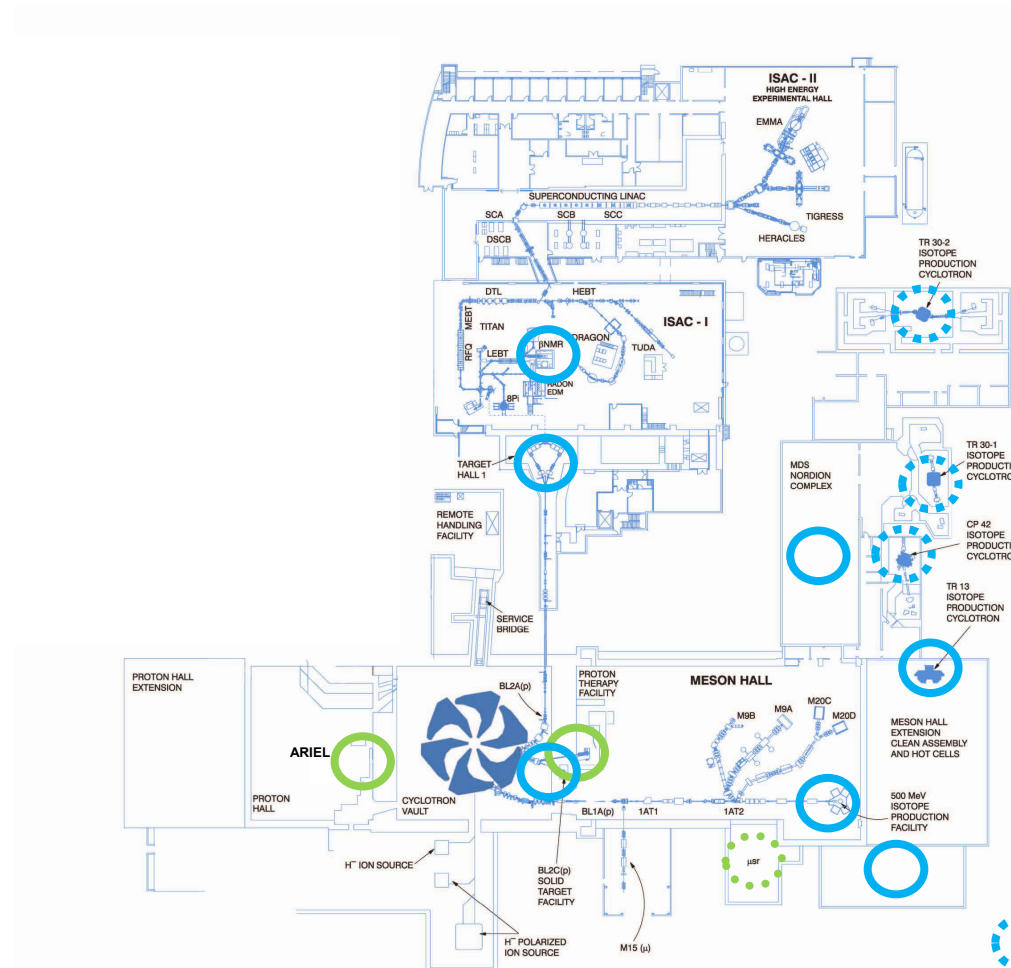 ISAC - II
HIGH ENERGY
EXPERIMENTAL HALL
EMMA
SUPERCONDUCTING LINAC
SCA
SCB
SCC
DSCB
TIGRESS
HERACLES
TR 30-2
ISOTOPE
PRODUCTION
CYCLOTRON
DTL
HEBT
MEBT
ISAC - I
TITAN
RFQ
LEBT
βNMR
DRAGON
TUDA
RADON
EDM
8Pi
TARGET
HALL 1
MDS
NORDION
COMPLEX
TR 30-1
ISOTOPE
PRODUCTI
CYCLOTRO
REMOTE
HANDLING
FACILITY
CP 42
ISOTOPE
PRODUCTI
CYCLOTRO
TR 13
ISOTOPE
PRODUCTION
CYCLOTRON
SERVICE
BRIDGE
PROTON HALL
EXTENSION
BL2A(p)
PROTON
THERAPY
FACILITY
MESON HALL
M9B
M9A
M20C
M20D
MESON HALL
EXTENSION
CLEAN ASSEMBLY
AND HOT CELLS
ARIEL
PROTON
HALL
CYCLOTRON
VAULT
BL1A(p)
1AT1
1AT2
500 MeV
ISOTOPE
PRODUCTION
FACILITY
H¯ ION SOURCE
BL2C(p)
SOLID
TARGET
FACILITY
μsr
H¯ POLARIZED
ION SOURCE
M15 (μ)